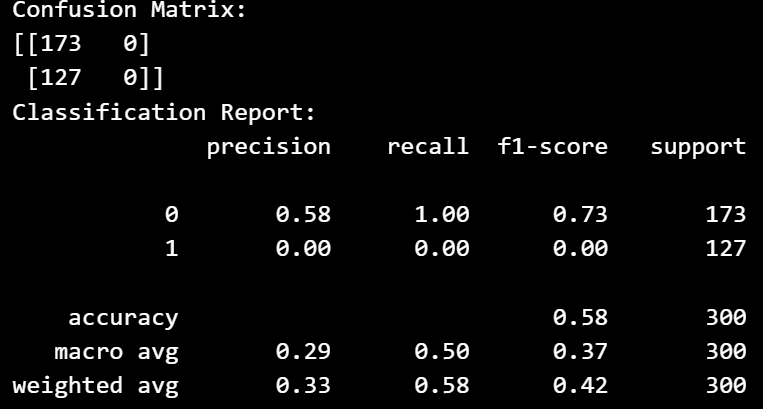 Confusion Matrix:
[[173   0]
 [127   0]]
Classification Report:
              precision    recall  f1-score   support

           0       0.58      1.00      0.73       173
           1       0.00      0.00      0.00       127

    accuracy                           0.58       300
   macro avg       0.29      0.50      0.37       300
weighted avg       0.33      0.58      0.42       300